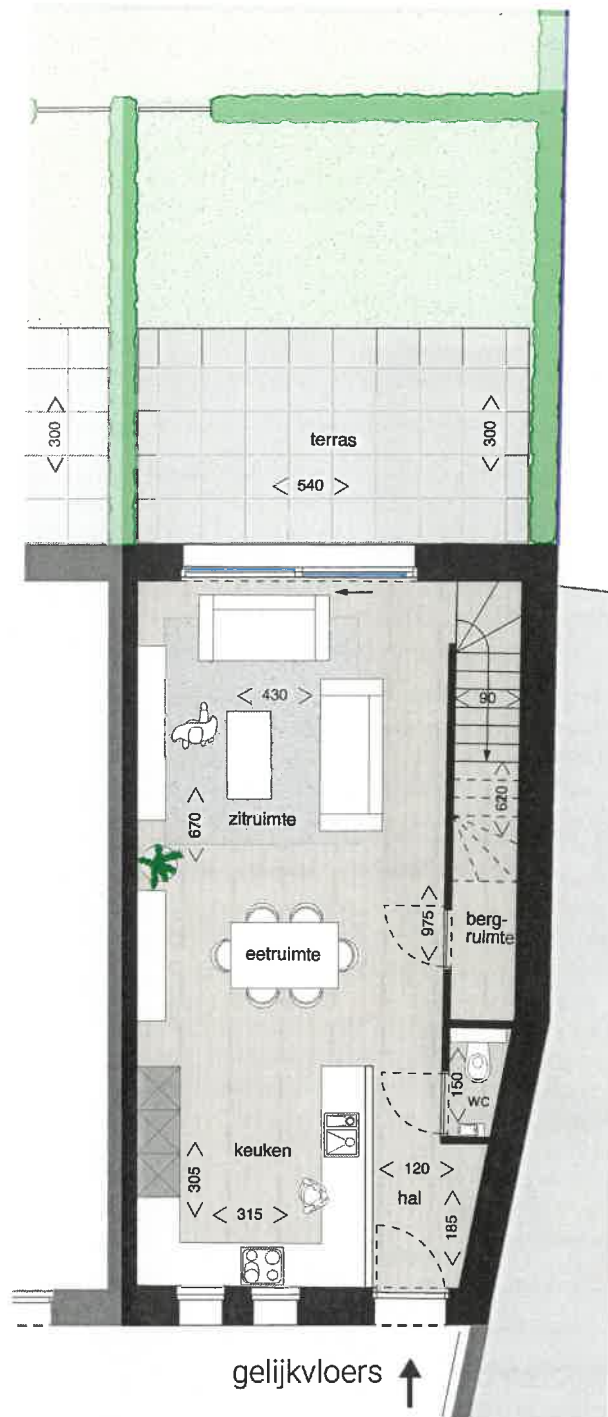 300
terras
300
540
430
90
620
670
zitruimte
975
berg-
ruimte
eetruimte
150
wc
keuken
305
315
120
hal
185
gelijkvloers